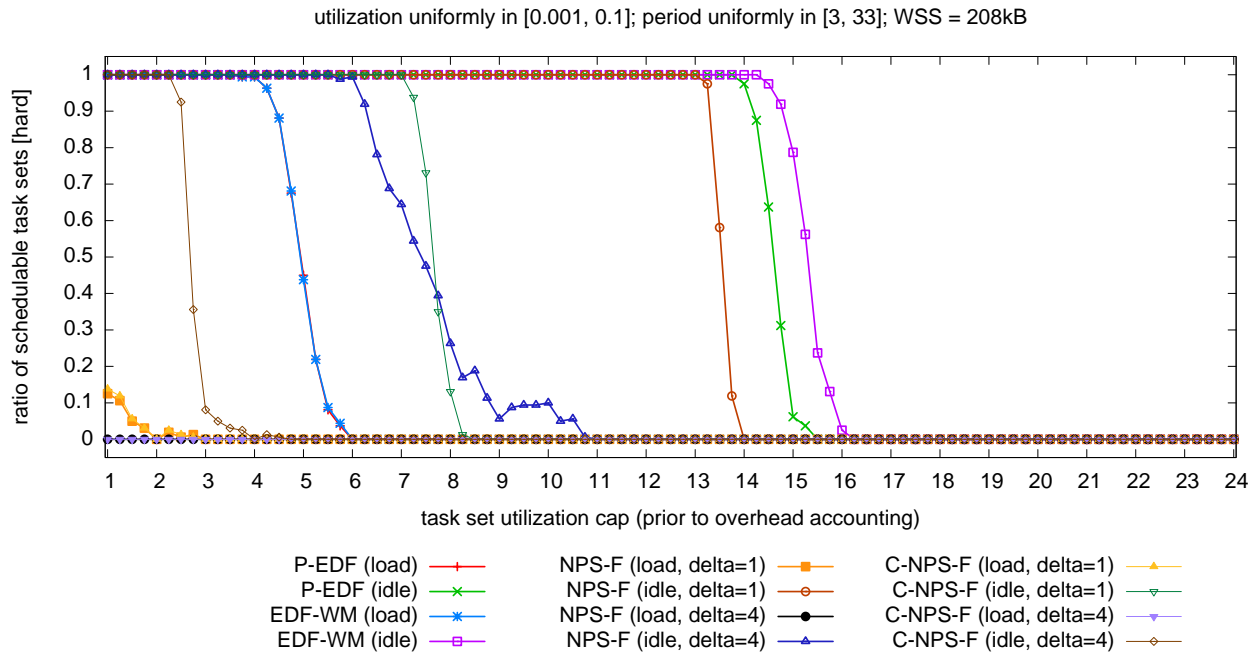 utilization uniformly in [0.001, 0.1]; period uniformly in [3, 33]; WSS = 208kB
ratio of schedulable task sets [hard]
1
0.9
0.8
0.7
0.6
0.5
0.4
0.3
0.2
0.1
0
1 2 3 4 5 6 7 8 9 10 11 12 13 14 15 16 17 18 19 20 21 22 23 24
task set utilization cap (prior to overhead accounting)
P-EDF (load)
P-EDF (idle)
EDF-WM (load)
EDF-WM (idle)
NPS-F (load, delta=1)
NPS-F (idle, delta=1)
NPS-F (load, delta=4)
NPS-F (idle, delta=4)
C-NPS-F (load, delta=1)
C-NPS-F (idle, delta=1)
C-NPS-F (load, delta=4)
C-NPS-F (idle, delta=4)